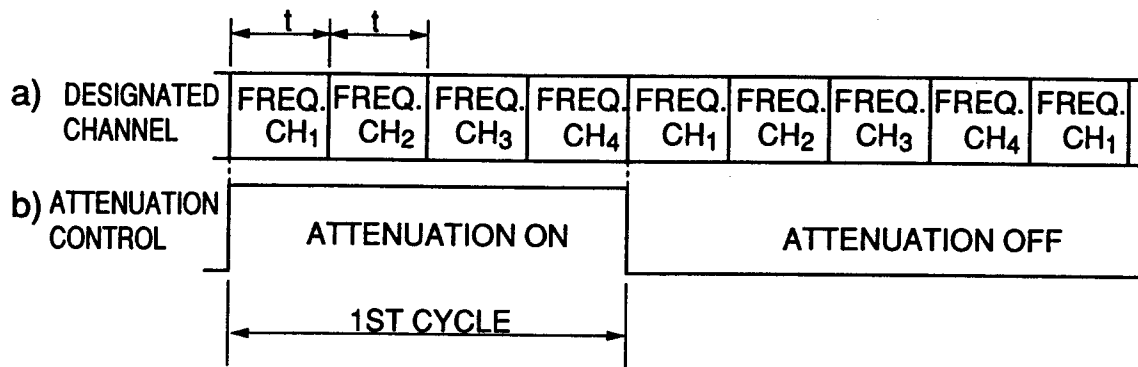 t t
a) DESIGNATED CHANNEL
FREQ. CH1 FREQ. CH2 FREQ. CH3 FREQ. CH4 FREQ. CH1 FREQ. CH2 FREQ. CH3 FREQ. CH4 FREQ. CH1
b) ATTENUATION CONTROL
ATTENUATION ON ATTENUATION OFF
1ST CYCLE